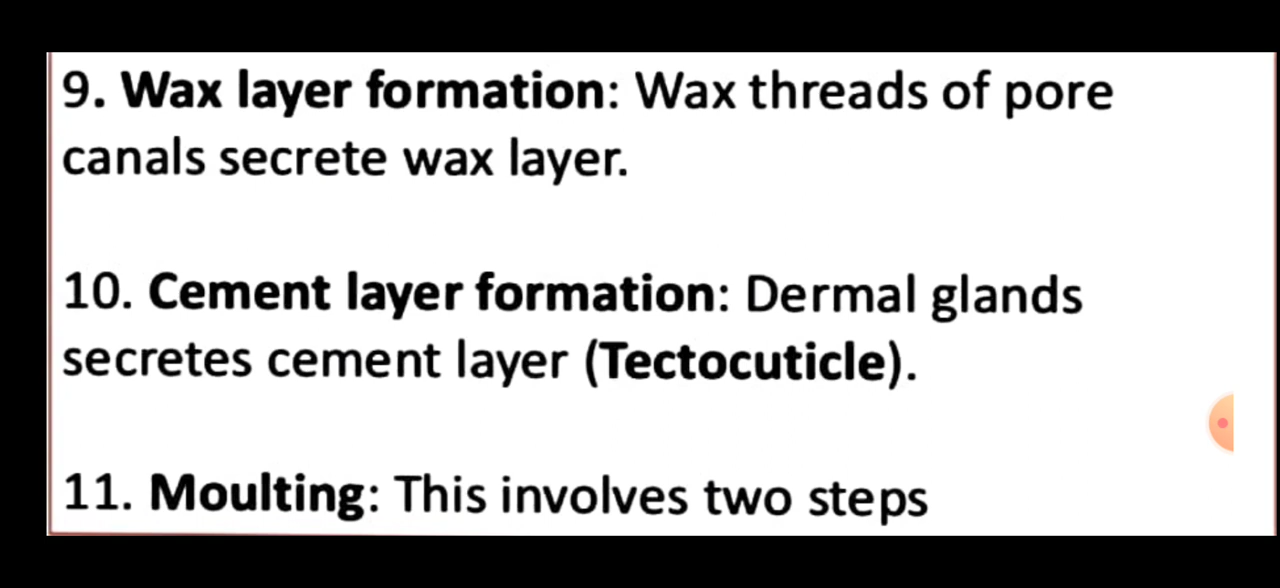 9. Wax layer formation: Wax threads of pore
canals secrete wax layer.
10. Cement layer formation: Dermal glands
secretes cement layer (Tectocuticle).
11. Moulting: This involves two steps